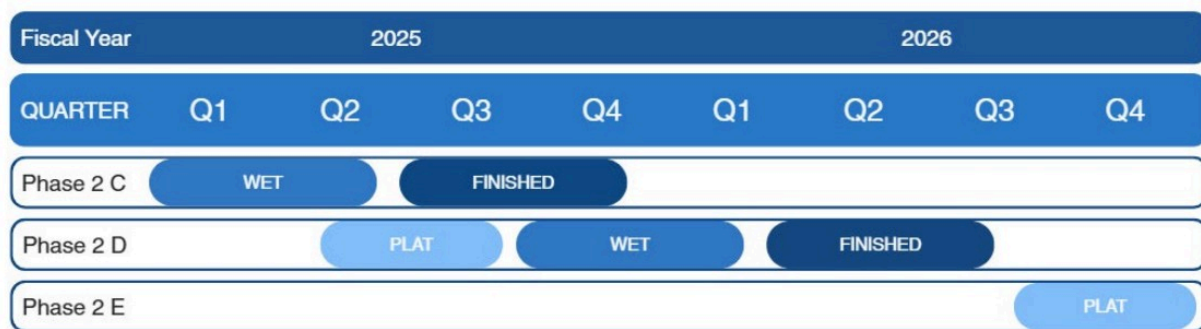 Fiscal Year 2025 2026
QUARTER Q1 Q2 Q3 Q4 Q1 Q2 Q3 Q4
Phase 2 C WET FINISHED
Phase 2 D PLAT WET FINISHED
Phase 2 E PLAT